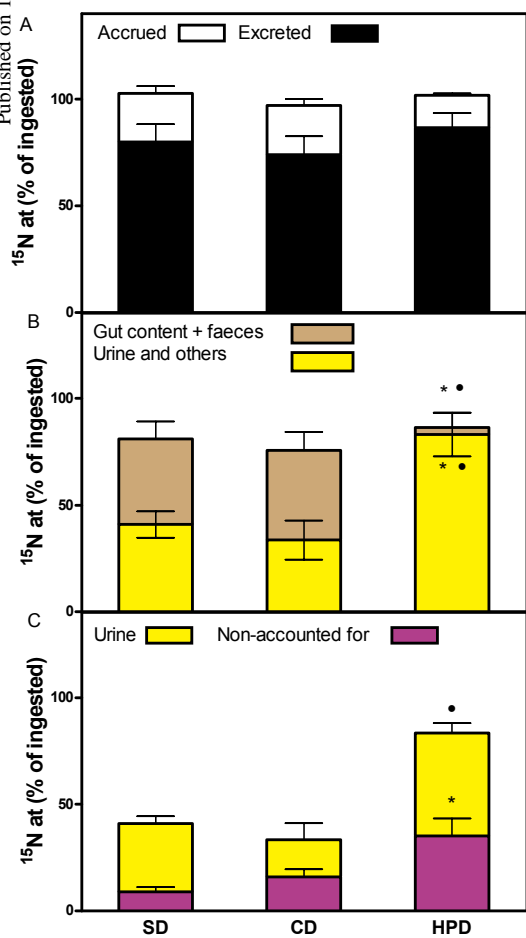 Published on 1
A
Accrued Excreted
100
50
0
¹⁵N at (% of ingested)
B
Gut content + faeces
Urine and others
* •
* •
100
50
0
¹⁵N at (% of ingested)
C
Urine Non-accounted for
•
*
100
50
0
¹⁵N at (% of ingested)
SD CD HPD